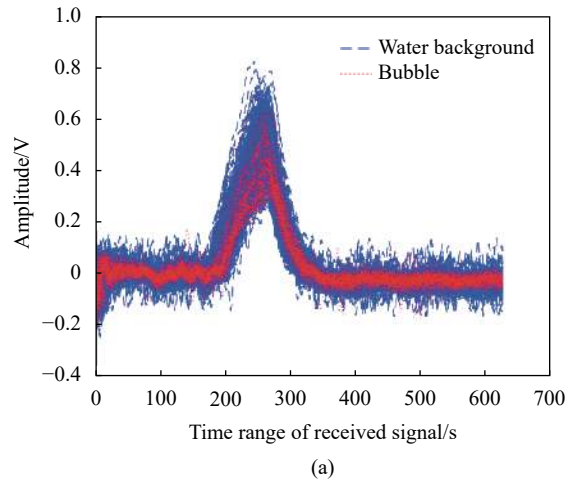 1.0
0.8
0.6
0.4
0.2
0
−0.2
−0.4
Amplitude/V
Water background
Bubble
0 100 200 300 400 500 600 700
Time range of received signal/s
(a)